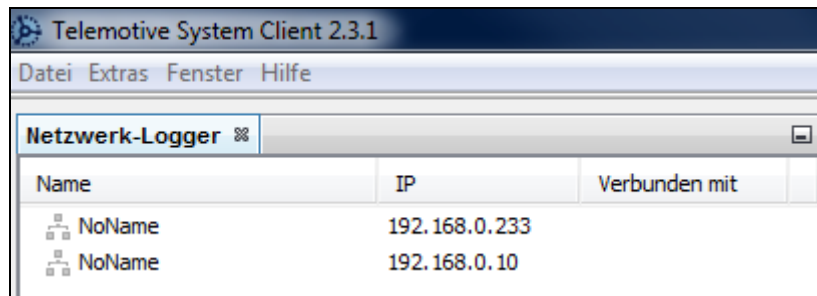 Telemotive System Client 2.3.1
Datei Extras Fenster Hilfe
Netzwerk-Logger
Name IP Verbunden mit
NoName 192.168.0.233
NoName 192.168.0.10